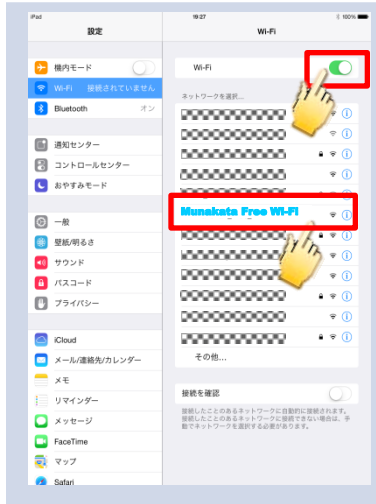 iPad
19:27
100%
設定
Wi-Fi
機内モード
Wi-Fi 接続されていません
Bluetooth オン
通知センター
コントロールセンター
おやすみモード
一般
壁紙/明るさ
サウンド
パスコード
プライバシー
iCloud
メール/連絡先/カレンダー
メモ
リマインダー
メッセージ
FaceTime
マップ
Safari
Wi-Fi
ネットワークを選択...
Munakata Free Wi-Fi
その他...
接続を確認
接続したことのあるネットワークに自動的に接続されます。
接続したことのあるネットワークに接続できない場合は、手
動でネットワークを選択する必要があります。